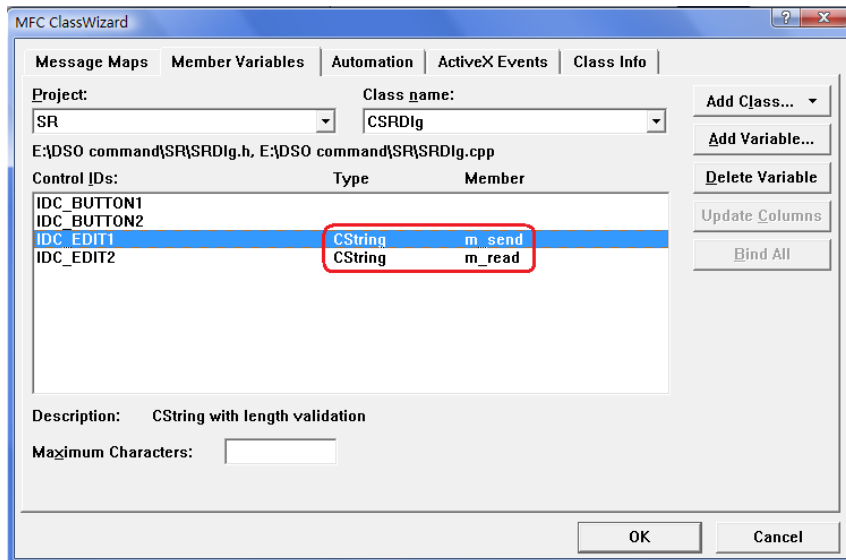 MFC ClassWizard
? X
Message Maps Member Variables Automation ActiveX Events Class Info
Project: Class name:
SR CSRDlg
Add Class...
E:\DSO command\SR\SRDlg.h, E:\DSO command\SR\SRDlg.cpp
Add Variable...
Control IDs: Type Member
Delete Variable
IDC_BUTTON1
IDC_BUTTON2
Update Columns
IDC_EDIT1 CString m_send
IDC_EDIT2 CString m_read
Bind All
Description: CString with length validation
Maximum Characters:
OK Cancel